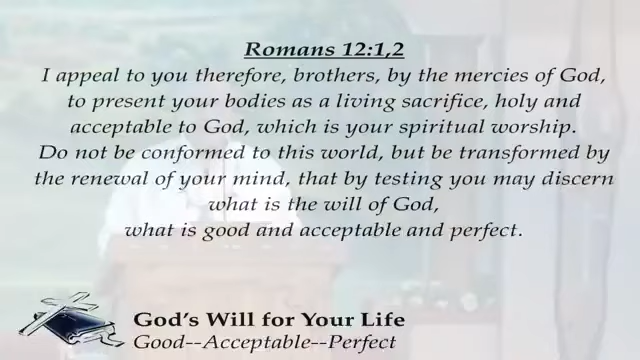 Romans 12:1,2
I appeal to you therefore, brothers, by the mercies of God,
to present your bodies as a living sacrifice, holy and
acceptable to God, which is your spiritual worship.
Do not be conformed to this world, but be transformed by
the renewal of your mind, that by testing you may discern
what is the will of God,
what is good and acceptable and perfect.
God's Will for Your Life
Good--Acceptable--Perfect